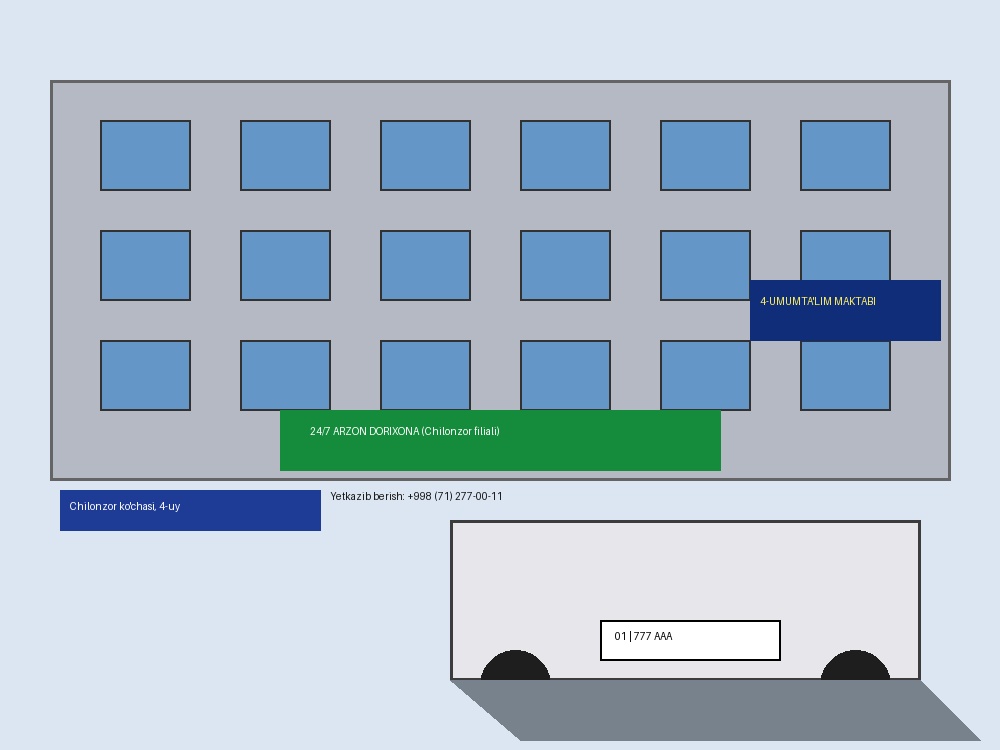 4-UMUMTA'LIM MAKTABI
24/7 ARZON DORIXONA (Chilonzor filiali)
Yetkazib berish: +998 (71) 277-00-11
Chilonzor ko'chasi, 4-uy
01 | 777 AAA